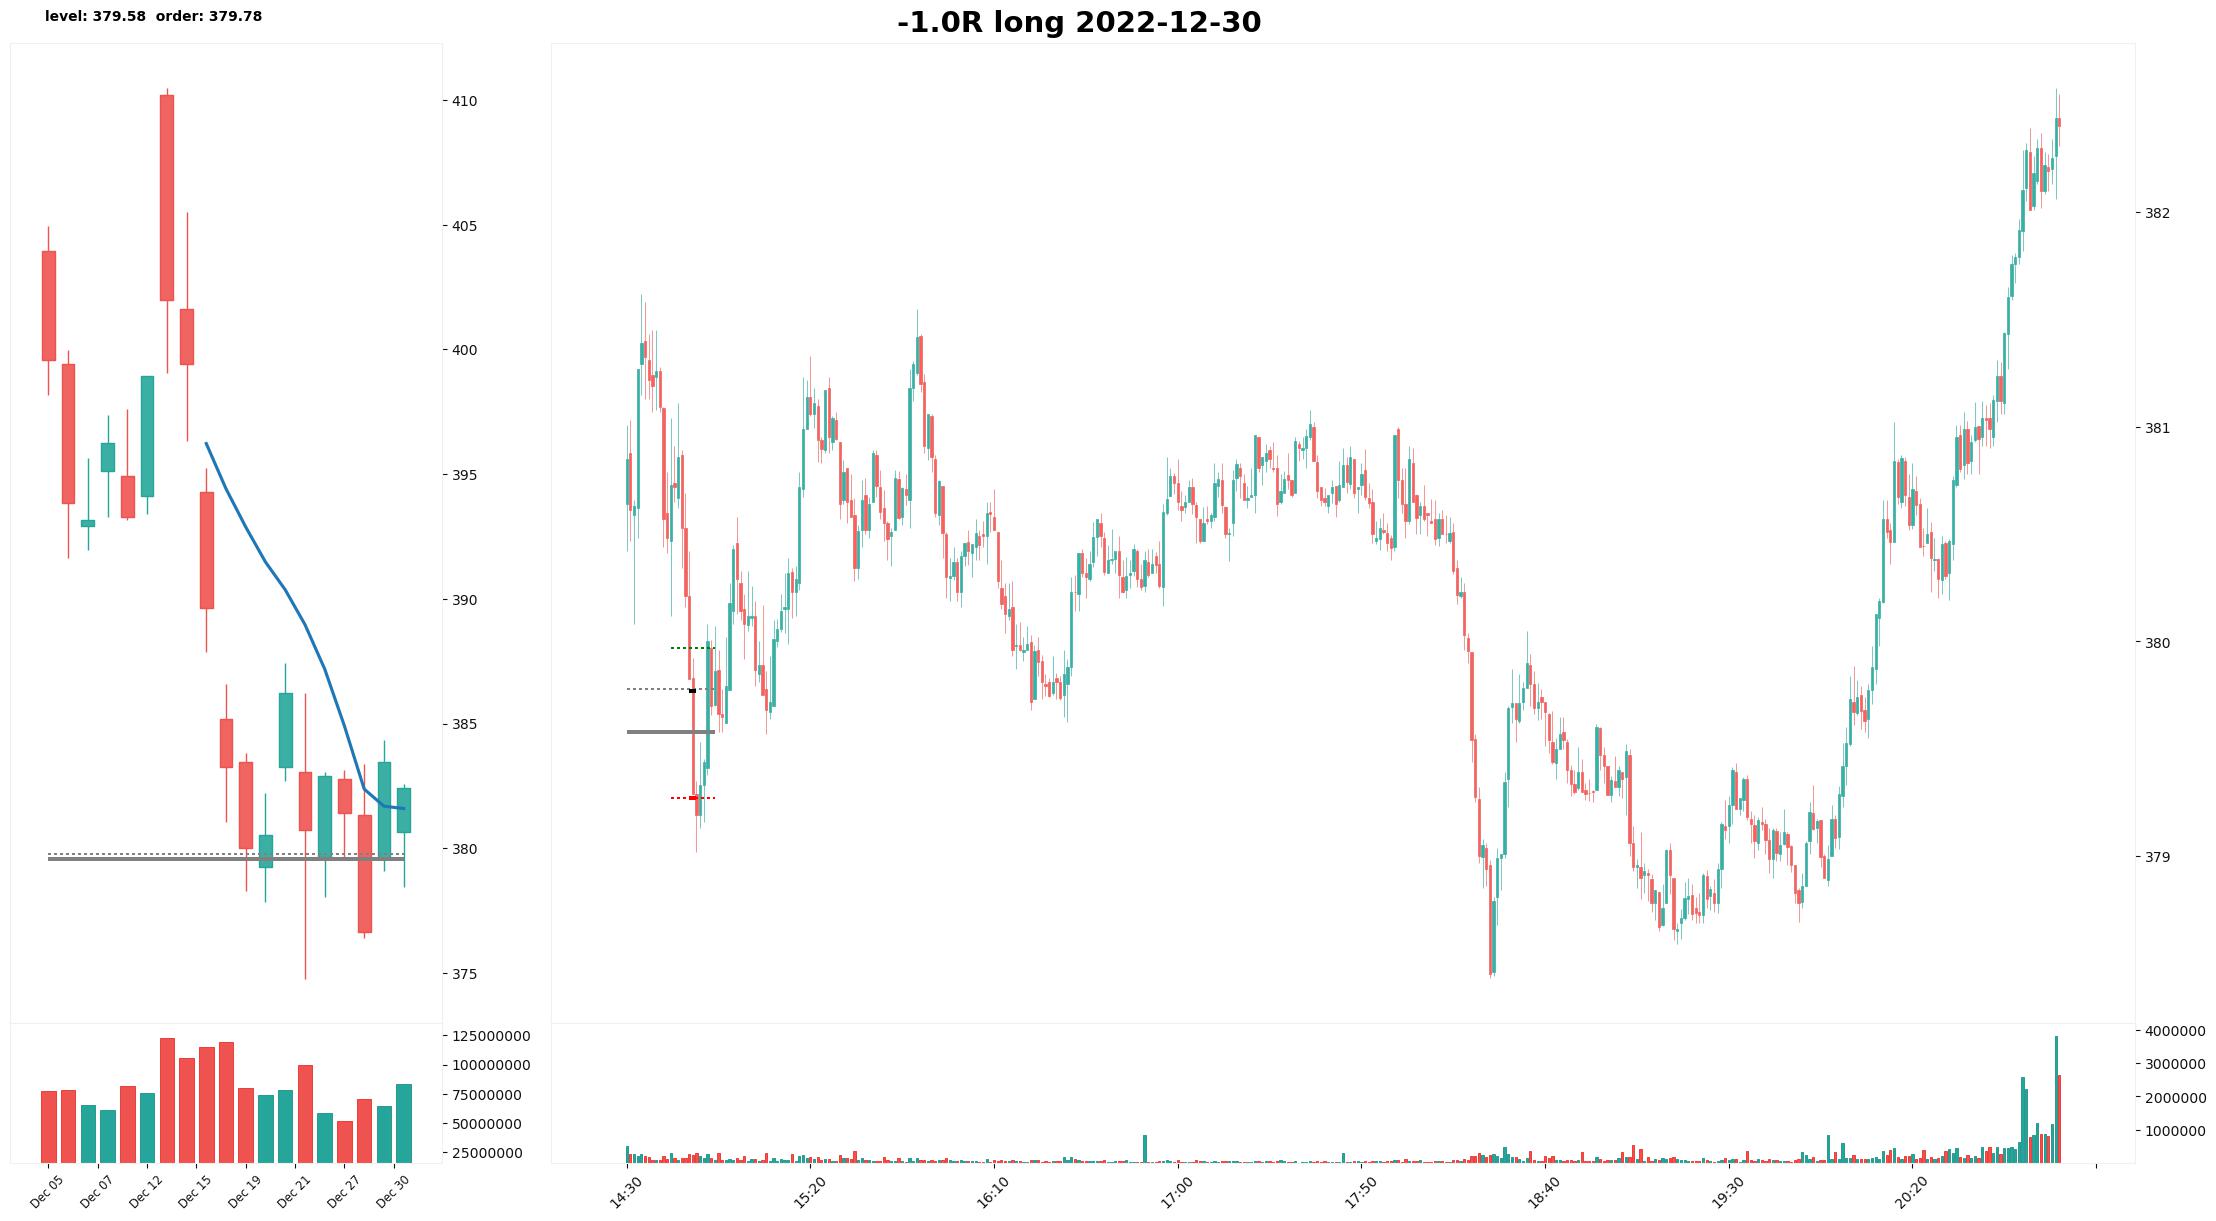 level: 379.58  order: 379.78
-1.0R long 2022-12-30
410
405
400
395
390
385
380
375
382
381
380
379
125000000
100000000
75000000
50000000
25000000
4000000
3000000
2000000
1000000
Dec 05
Dec 07
Dec 12
Dec 15
Dec 19
Dec 21
Dec 27
Dec 30
14:30
15:20
16:10
17:00
17:50
18:40
19:30
20:20